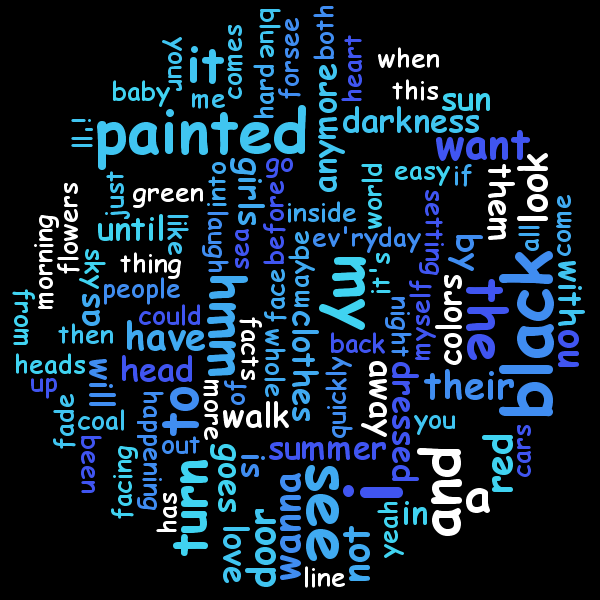 blue
both
when
your
it
comes
hard
forsee
heart
this
baby
me
sun
i'll
painted
anymore
darkness
want
look
them
easy
if
world
go
girls
into
just
green
morning
flowers
until
like
laugh
sea
before
inside
ev'ryday
setting
by
all
come
sky
as
thing
people
hmm
face
maybe
my
it's
colors
the
black
with
no
from
then
could
have
facts
whole
clothes
night
myself
back
heads
up
will
head
to
of
more
quickly
away
dressed
their
fade
coal
happening
out
walk
you
red
cars
been
facing
has
turn
goes
is
summer
i
and
a
love
door
wanna
see
not
yeah
in
line